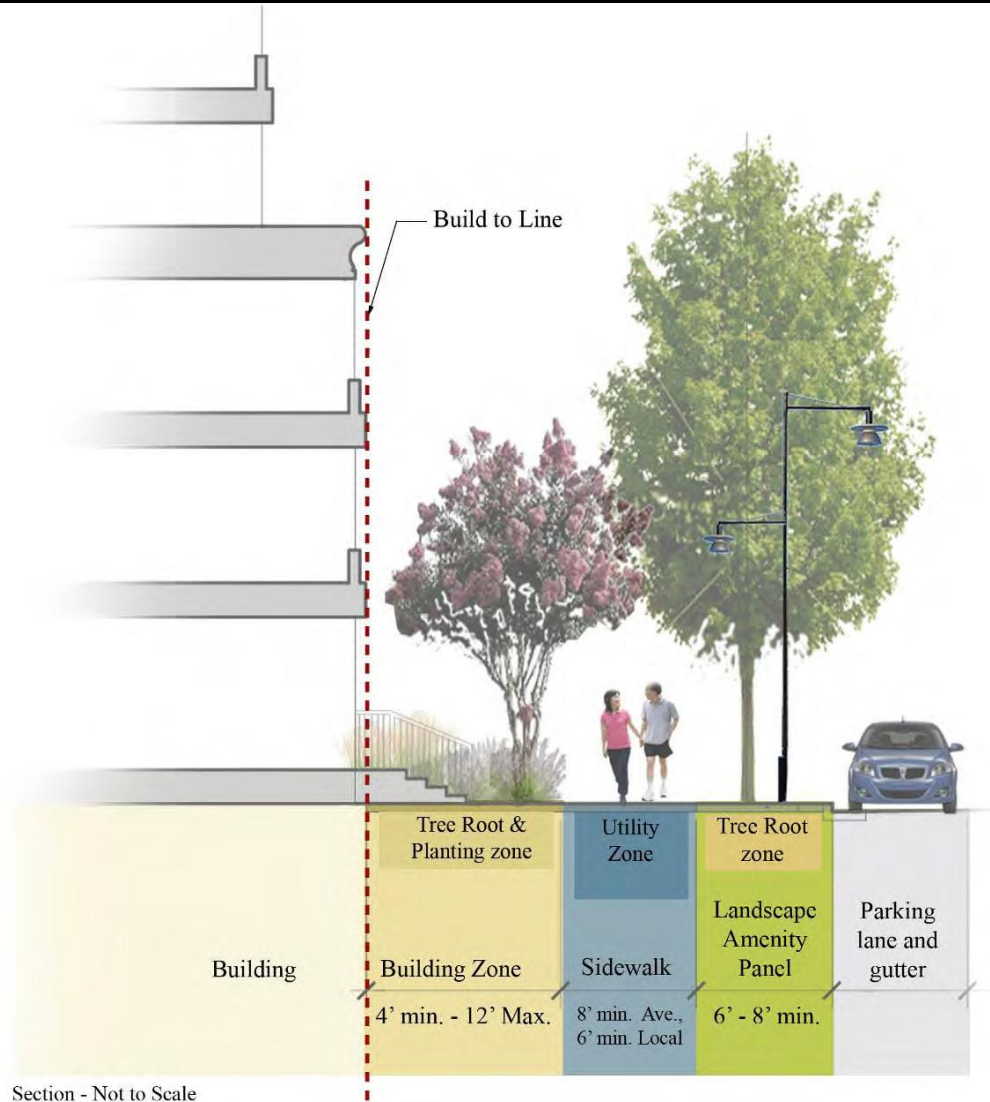 Build to Line
Tree Root &
Planting zone
Utility
Zone
Tree Root
zone
Building
Building Zone
Sidewalk
Landscape
Amenity
Panel
Parking
lane and
gutter
4’ min. - 12’ Max.
8’ min. Ave.,
6’ min. Local
6’ - 8’ min.
Section - Not to Scale